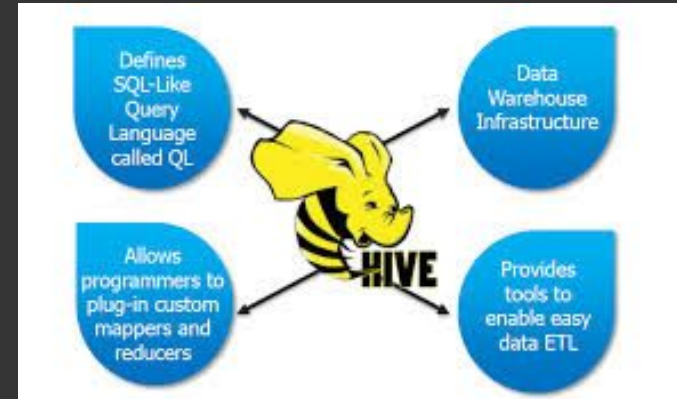 Defines
SQL-Like
Query
Language
called QL
Data
Warehouse
Infrastructure
HIVE
Allows
programmers to
plug-in custom
mappers and
reducers
Provides
tools to
enable easy
data ETL